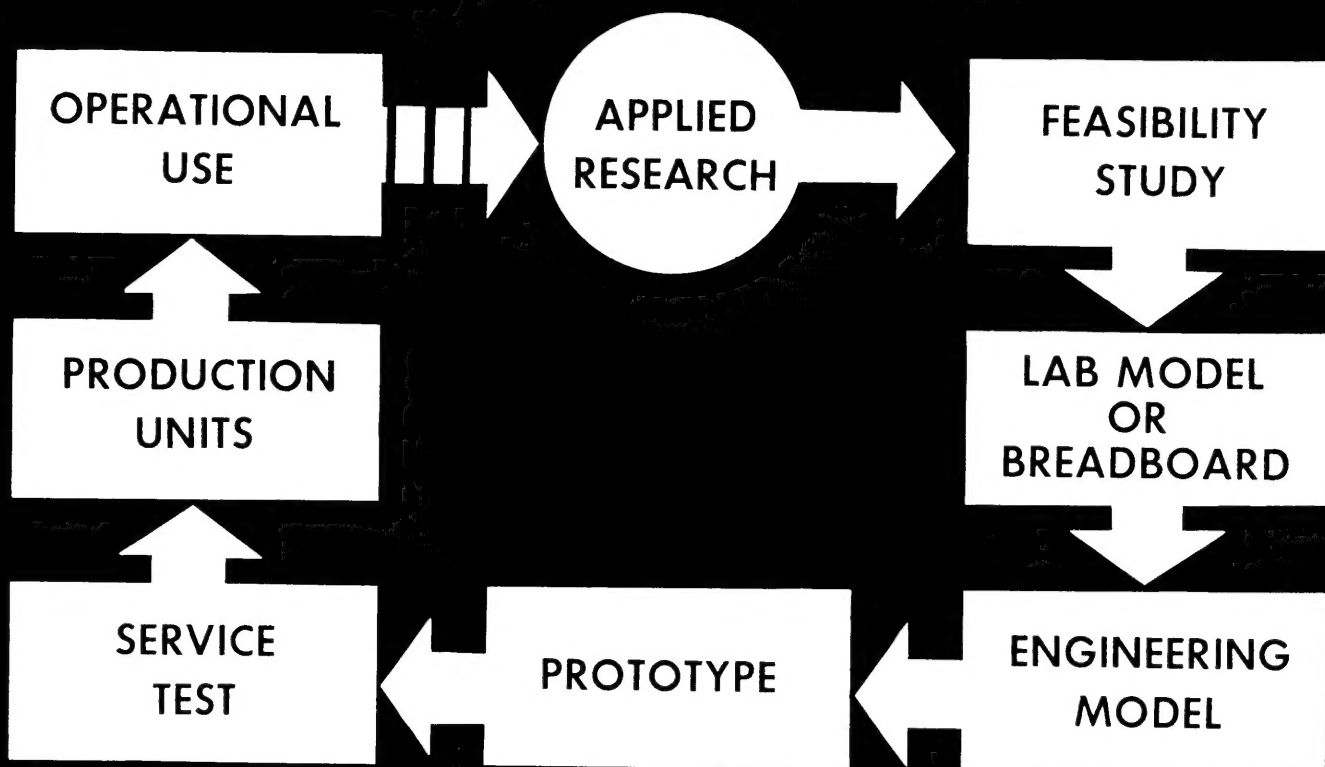 OPERATIONAL
USE
APPLIED
RESEARCH
FEASIBILITY
STUDY
LAB MODEL
OR
BREADBOARD
ENGINEERING
MODEL
PROTOTYPE
SERVICE
TEST
PRODUCTION
UNITS